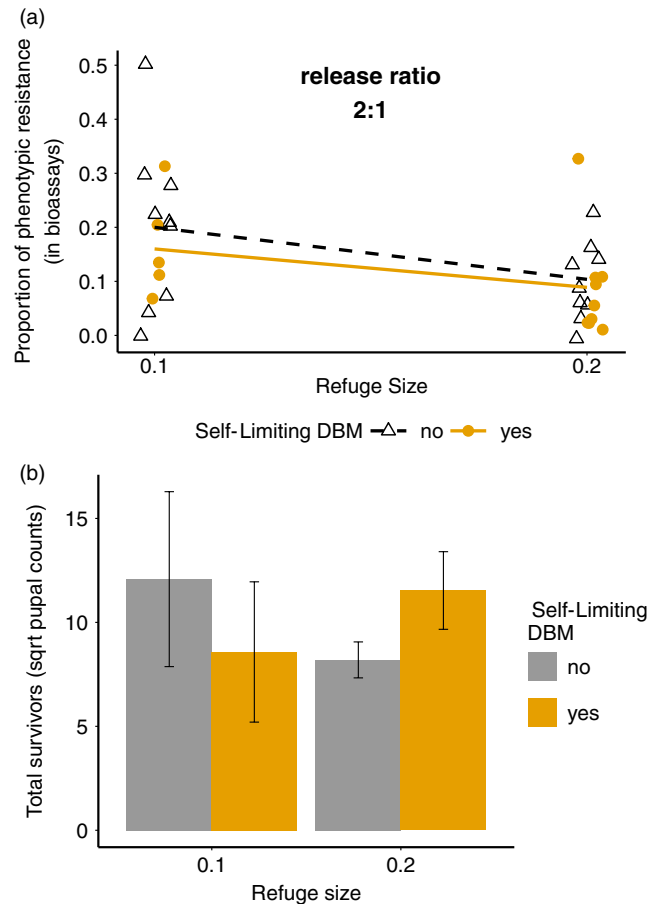 (a)
release ratio
2:1
Proportion of phenotypic resistance
(in bioassays)
0.5
0.4
0.3
0.2
0.1
0.0
0.1 0.2
Refuge Size
Self-Limiting DBM no yes
(b)
Total survivors (sqrt pupal counts)
15
10
5
0
0.1 0.2
Refuge size
Self-Limiting
DBM
no
yes